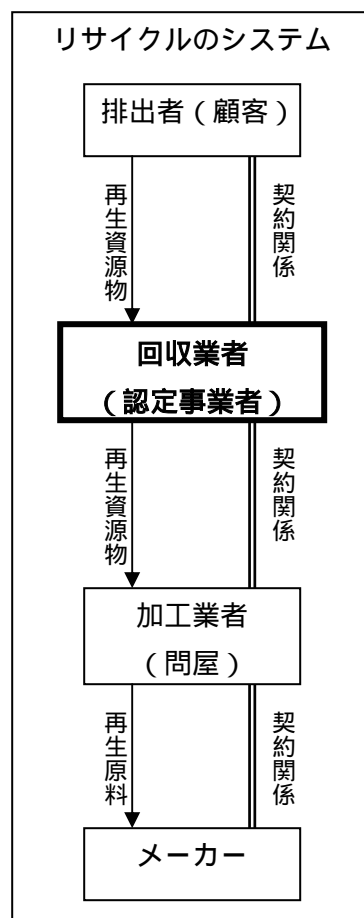 リサイクルのシステム
排出者（顧客）
再生資源物
契約関係
回収業者
（認定事業者）
再生資源物
契約関係
加工業者
（問屋）
再生原料
契約関係
メーカー